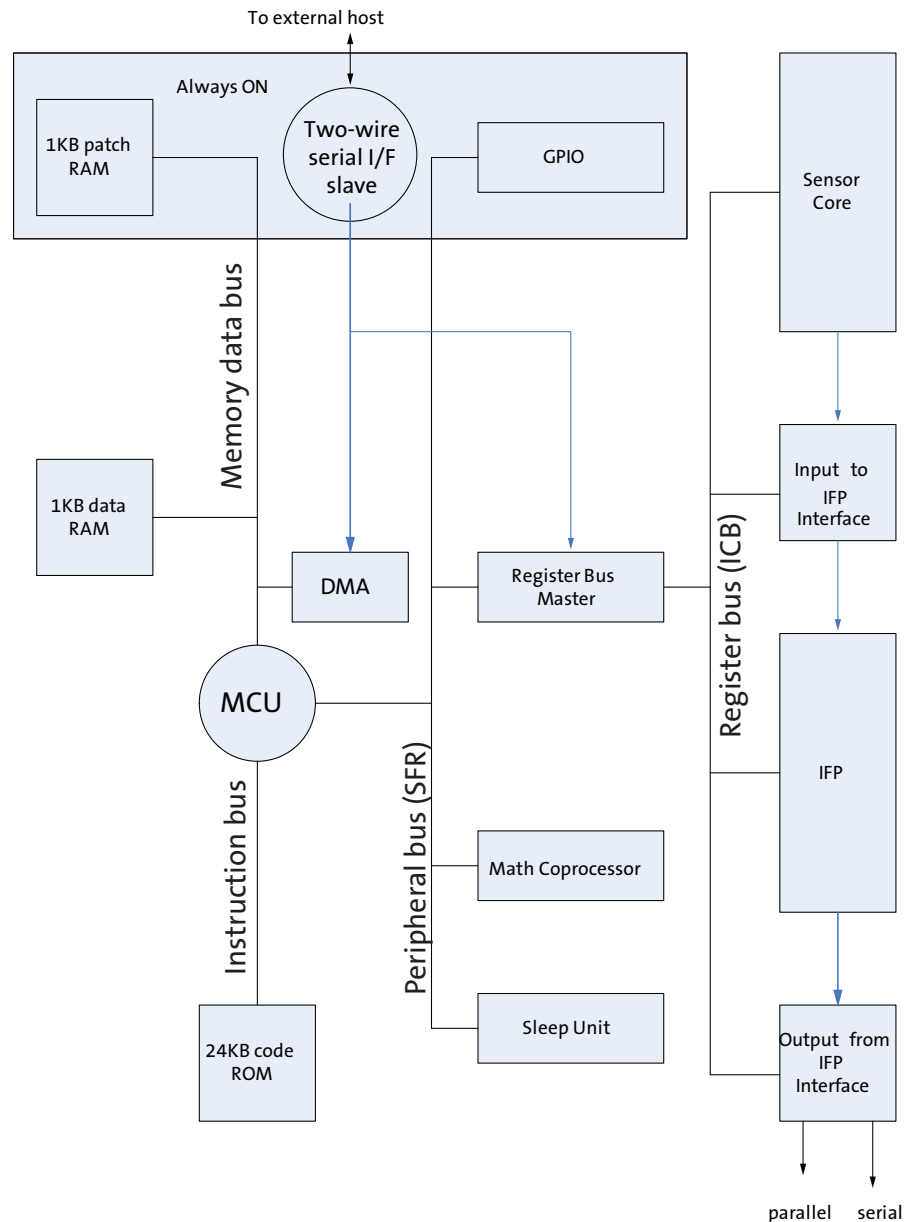 To external host
Always ON
1KB patch
RAM
Two-wire
serial I/F
slave
GPIO
Sensor
Core
Memory data bus
1KB data
RAM
DMA
Register Bus
Master
Register bus (ICB)
Input to
IFP
Interface
MCU
Peripheral bus (SFR)
IFP
Instruction bus
Math Coprocessor
24KB code
ROM
Sleep Unit
Output from
IFP
Interface
parallel
serial